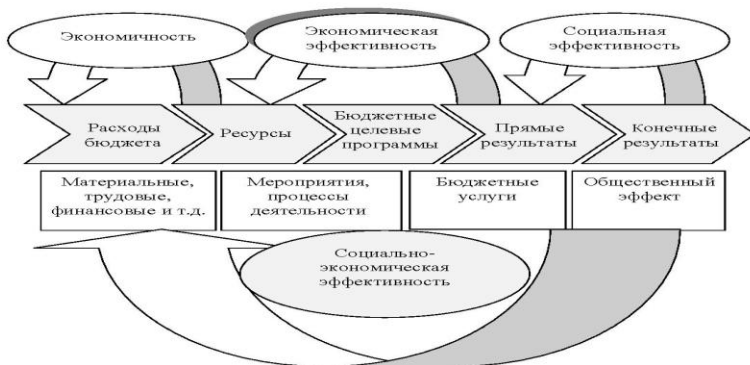 Экономичность
Экономическая
эффективность
Социальная
эффективность
Расходы
бюджета
Ресурсы
Бюджетные
целевые
программы
Прямые
результаты
Конечные
результаты
Материальные,
трудовые,
финансовые и т.д.
Мероприятия,
процессы
деятельности
Бюджетные
услуги
Общественный
эффект
Социально-
экономическая
эффективность